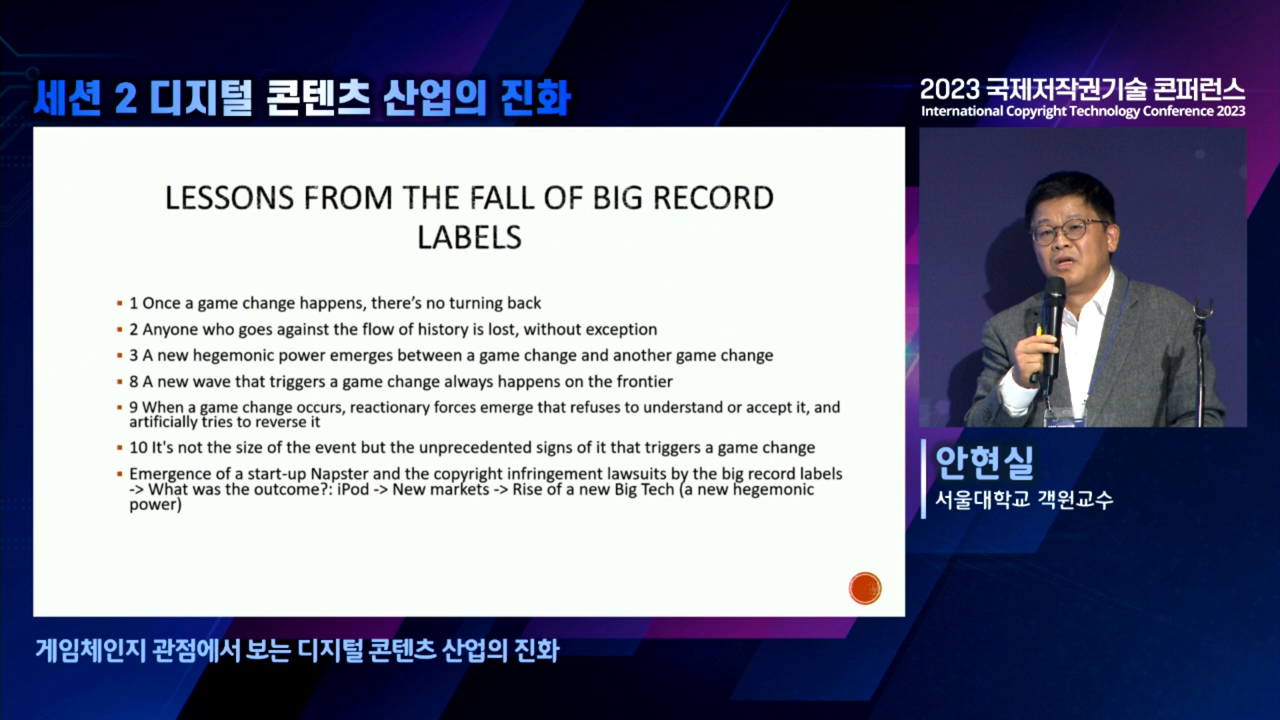 세션 2 디지털 콘텐츠 산업의 진화
2023 국제저작권기술 콘퍼런스
International Copyright Technology Conference 2023
LESSONS FROM THE FALL OF BIG RECORD
LABELS
▪ 1 Once a game change happens, there's no turning back
▪ 2 Anyone who goes against the flow of history is lost, without exception
▪ 3 A new hegemonic power emerges between a game change and another game change
▪ 8 A new wave that triggers a game change always happens on the frontier
▪ 9 When a game change occurs, reactionary forces emerge that refuses to understand or accept it, and
artificially tries to reverse it
▪ 10 It's not the size of the event but the unprecedented signs of it that triggers a game change
▪ Emergence of a start-up Napster and the copyright infringement lawsuits by the big record labels
-> What was the outcome?: iPod -> New markets -> Rise of a new Big Tech (a new hegemonic
power)
안현실
서울대학교 객원교수
게임체인지 관점에서 보는 디지털 콘텐츠 산업의 진화